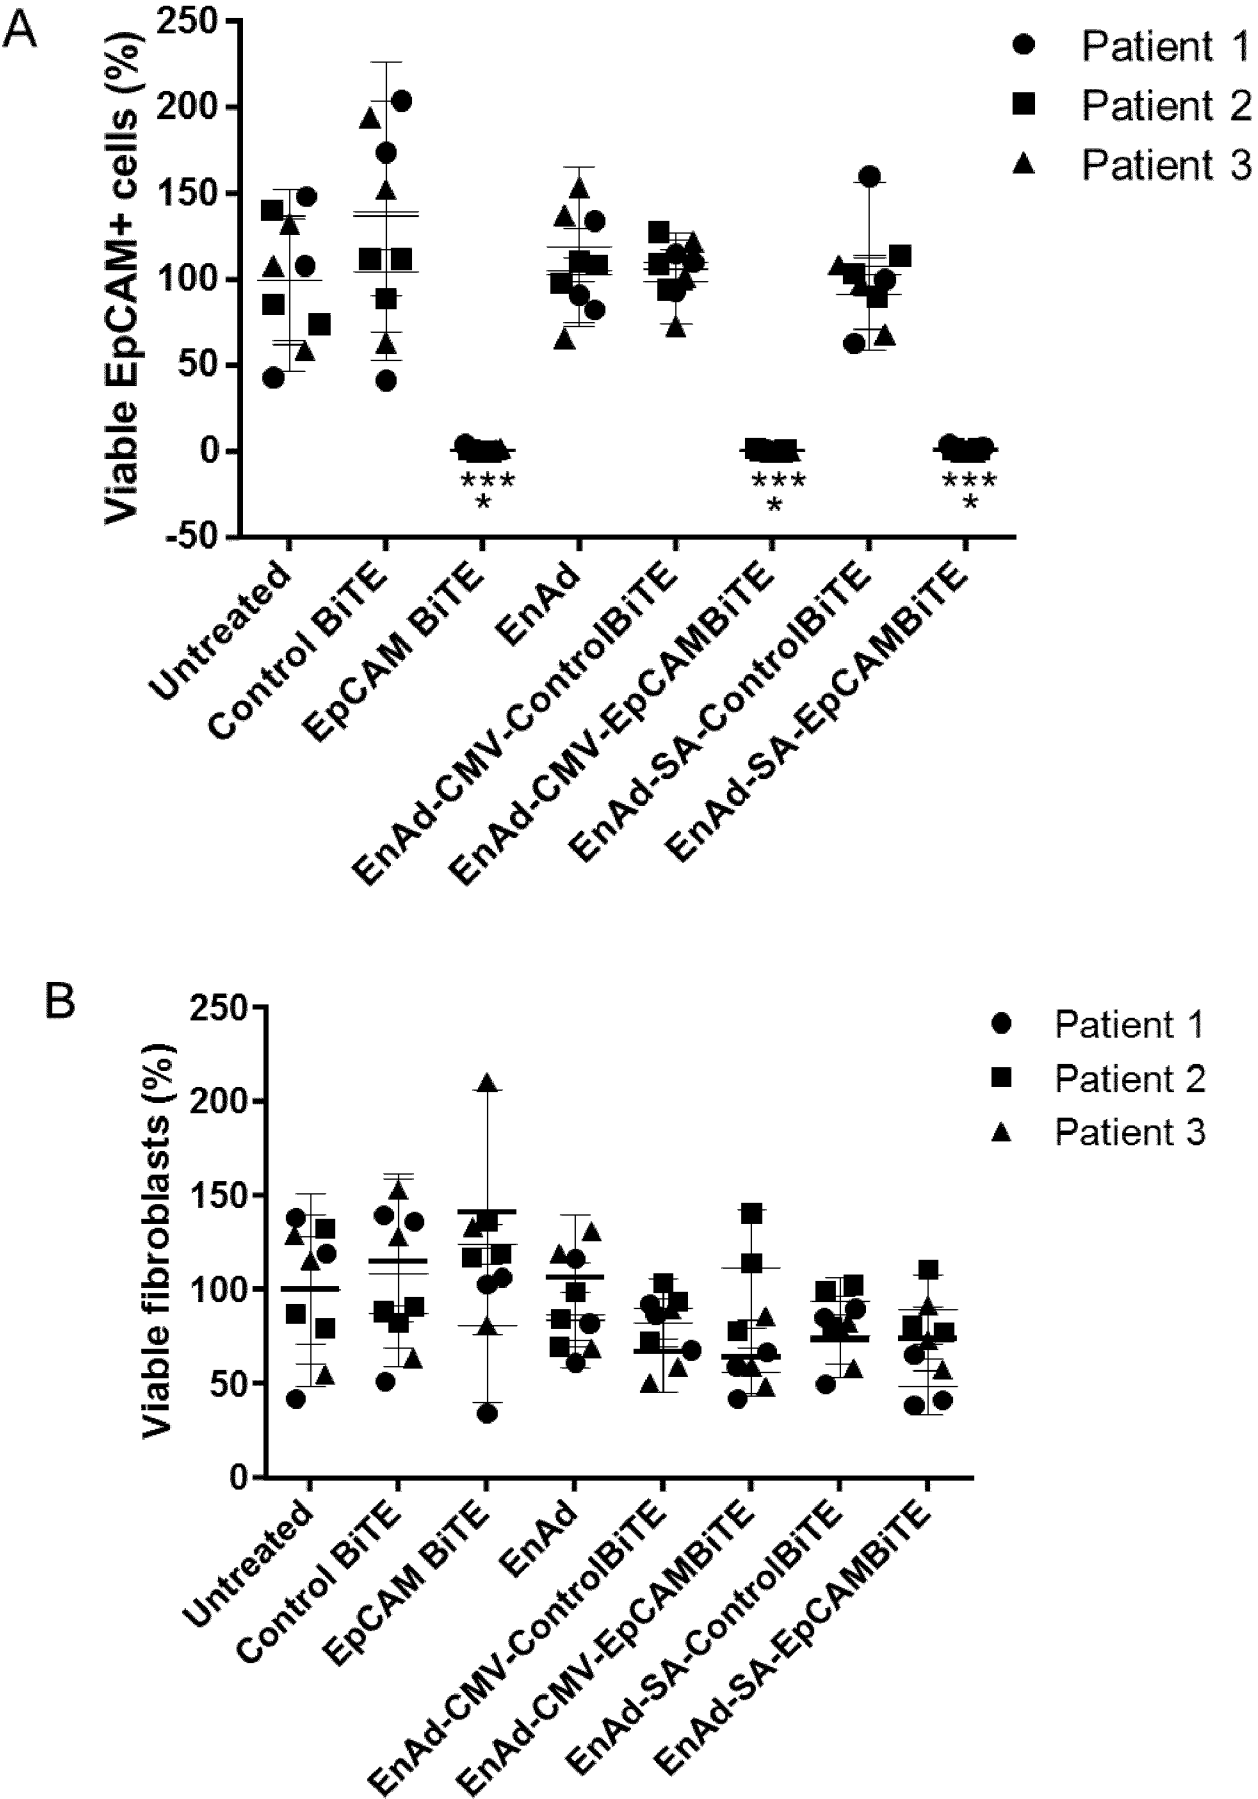 A
Viable EpCAM+ cells (%)
250
200
150
100
50
0
-50
Patient 1
Patient 2
Patient 3
***
*
***
*
***
*
Untreated
Control BiTE
EpCAM BiTE
EnAd
EnAd-CMV-ControlBiTE
EnAd-CMV-EpCAMBiTE
EnAd-SA-ControlBiTE
EnAd-SA-EpCAMBiTE
B
Viable fibroblasts (%)
250
200
150
100
50
0
Patient 1
Patient 2
Patient 3
Untreated
Control BiTE
EpCAM BiTE
EnAd
EnAd-CMV-ControlBiTE
EnAd-CMV-EpCAMBiTE
EnAd-SA-ControlBiTE
EnAd-SA-EpCAMBiTE